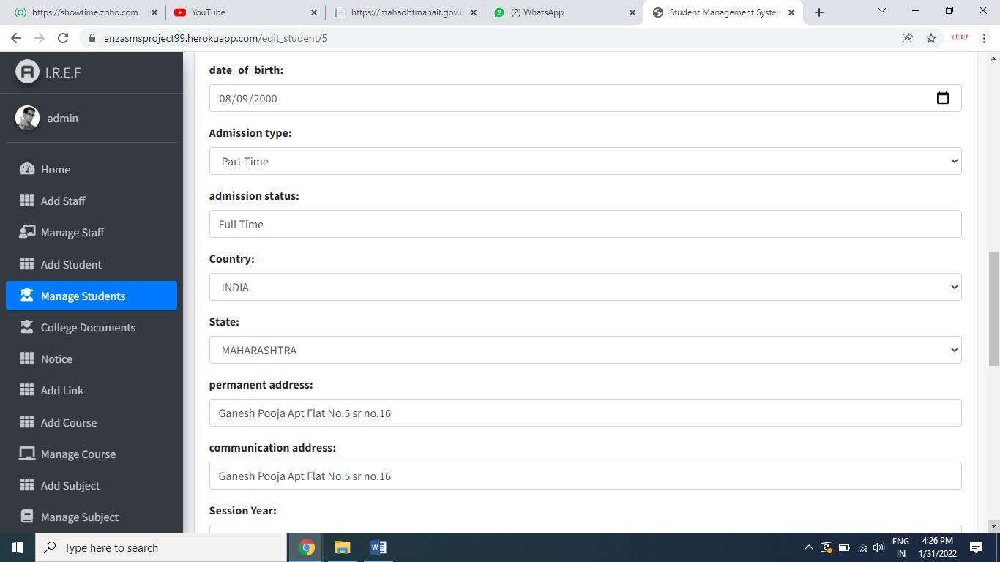 https://showtime.zoho.com
YouTube
https://mahadbtmahait.gov.i
(2) WhatsApp
Student Management System
anzasmsproject99.herokuapp.com/edit_student/5
I.R.E.F
I.R.E.F
admin
Home
Add Staff
Manage Staff
Add Student
Manage Students
College Documents
Notice
Add Link
Add Course
Manage Course
Add Subject
Manage Subject
date_of_birth:
08/09/2000
Admission type:
Part Time
admission status:
Full Time
Country:
INDIA
State:
MAHARASHTRA
permanent address:
Ganesh Pooja Apt Flat No.5 sr no.16
communication address:
Ganesh Pooja Apt Flat No.5 sr no.16
Session Year:
Type here to search
ENG
IN
4:26 PM
1/31/2022